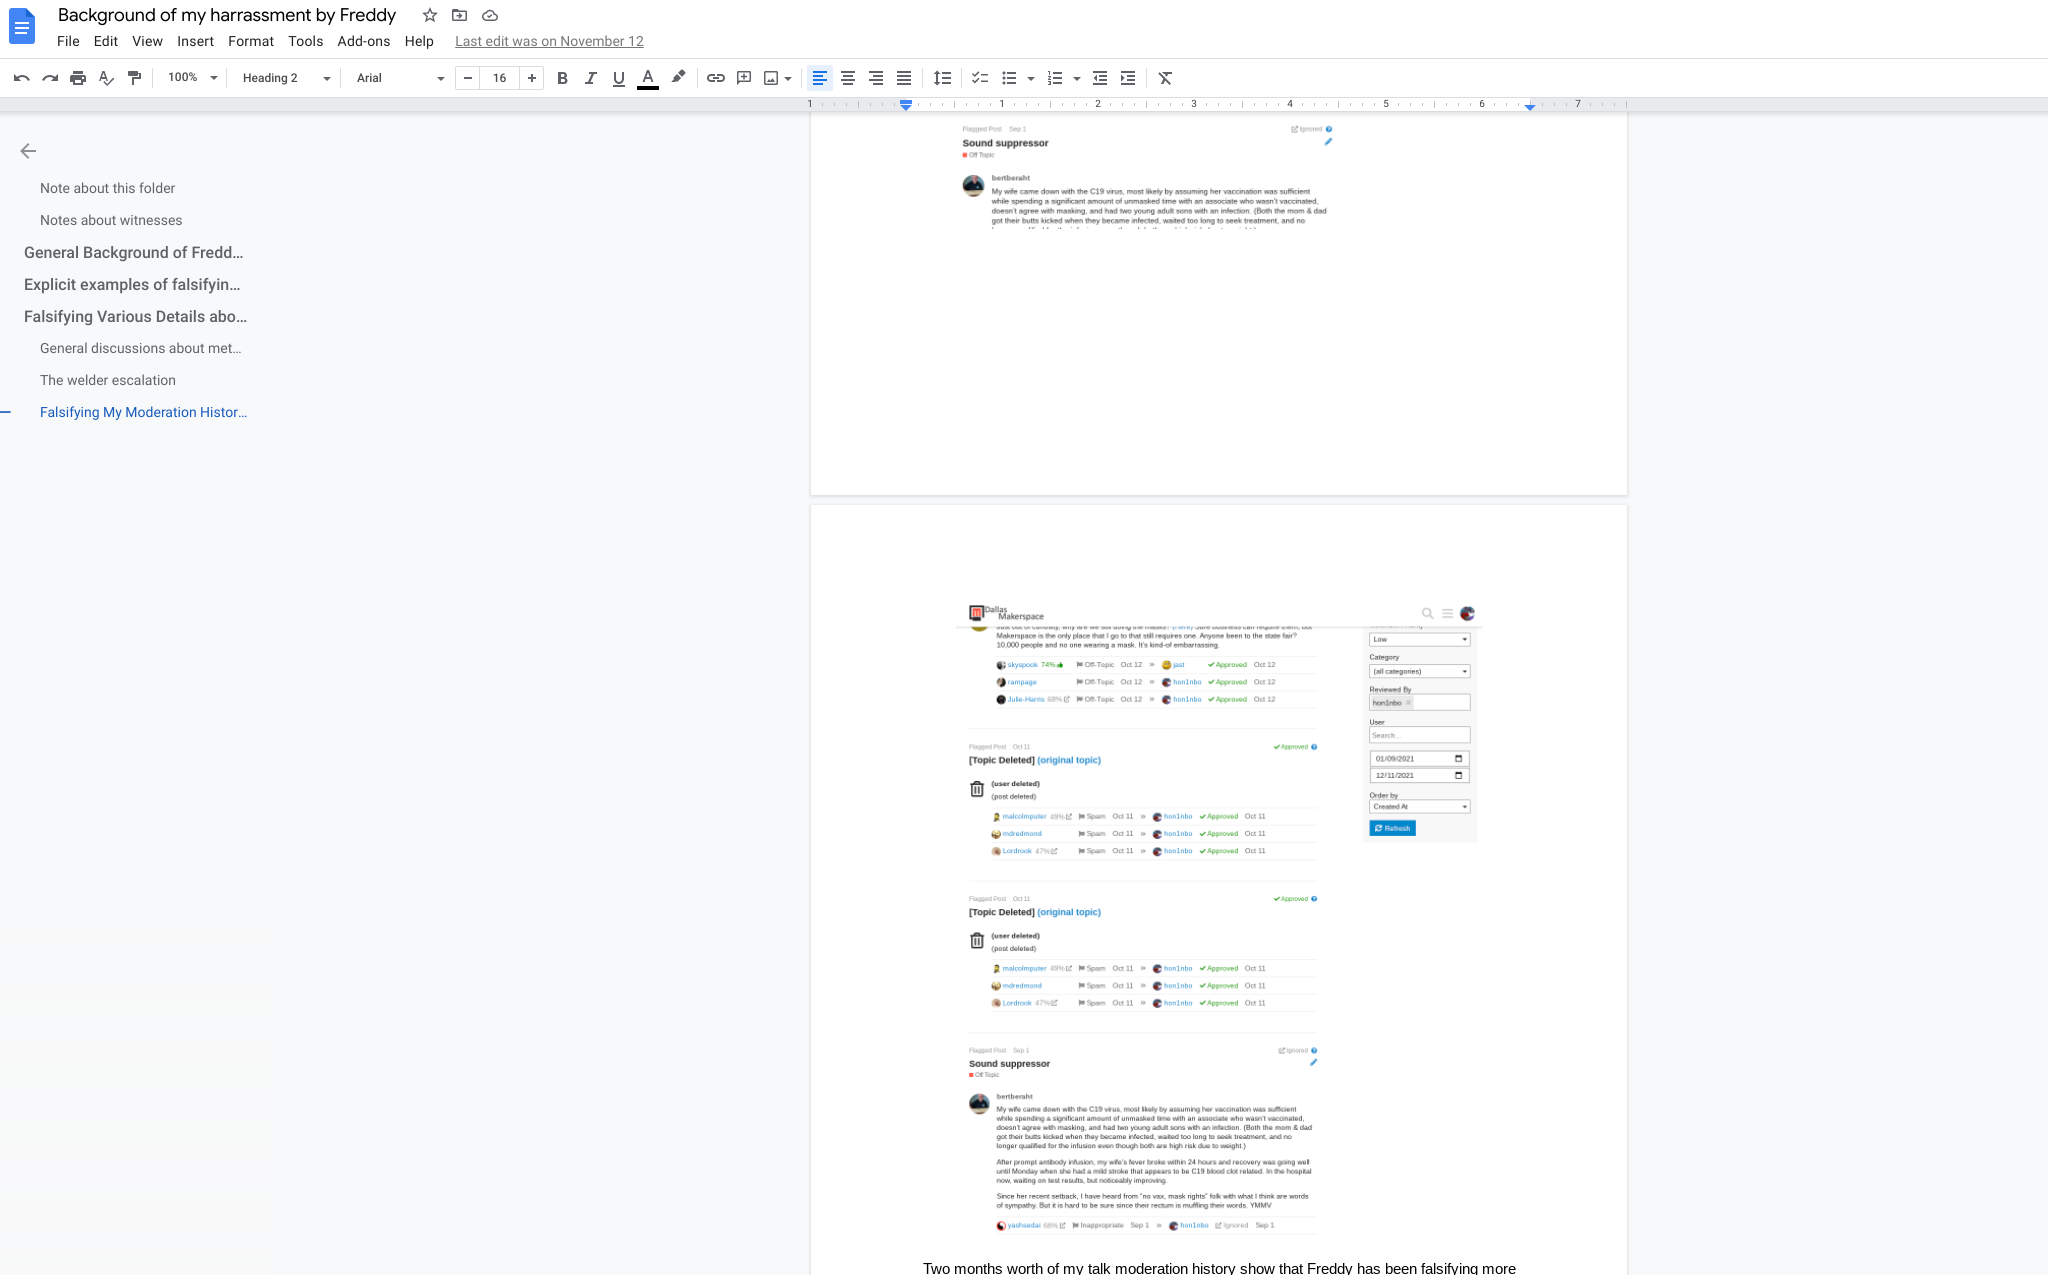 Background of my harrassment by Freddy
File Edit View Insert Format Tools Add-ons Help Last edit was on November 12
100% Heading 2 Arial 16
1 1 2 3 4 5 6 7
Note about this folder
Notes about witnesses
General Background of Fredd...
Explicit examples of falsifyin...
Falsifying Various Details abo...
General discussions about met...
The welder escalation
Falsifying My Moderation Histor...
Flagged Post Sep 1 Ignored
Sound suppressor
Off Topic
bertberaht
My wife came down with the C19 virus, most likely by assuming her vaccination was sufficient
while spending a significant amount of unmasked time with an associate who wasn't vaccinated,
doesn't agree with masking, and had two young adult sons with an infection. (Both the mom & dad
got their butts kicked when they became infected, waited too long to seek treatment, and no
Dallas
Makerspace
Makerspace is the only place that I go to that still requires one. Anyone been to the state fair?
10,000 people and no one wearing a mask. It's kind-of embarrassing.
skyspook 74% Off-Topic Oct 12 » jast Approved Oct 12
rampage Off-Topic Oct 12 » hon1nbo Approved Oct 12
Julie-Harris 68% Off-Topic Oct 12 » hon1nbo Approved Oct 12
Low
Category
(all categories)
Reviewed By
hon1nbo ×
User
Search...
01/09/2021
12/11/2021
Order by
Created At
Refresh
Flagged Post Oct 11 Approved
[Topic Deleted] (original topic)
(user deleted)
(post deleted)
malcolmputer 49% Spam Oct 11 » hon1nbo Approved Oct 11
mdredmond Spam Oct 11 » hon1nbo Approved Oct 11
Lordrook 47% Spam Oct 11 » hon1nbo Approved Oct 11
Flagged Post Oct 11 Approved
[Topic Deleted] (original topic)
(user deleted)
(post deleted)
malcolmputer 49% Spam Oct 11 » hon1nbo Approved Oct 11
mdredmond Spam Oct 11 » hon1nbo Approved Oct 11
Lordrook 47% Spam Oct 11 » hon1nbo Approved Oct 11
Flagged Post Sep 1 Ignored
Sound suppressor
Off Topic
bertberaht
My wife came down with the C19 virus, most likely by assuming her vaccination was sufficient
while spending a significant amount of unmasked time with an associate who wasn't vaccinated,
doesn't agree with masking, and had two young adult sons with an infection. (Both the mom & dad
got their butts kicked when they became infected, waited too long to seek treatment, and no
longer qualified for the infusion even though both are high risk due to weight.)
After prompt antibody infusion, my wife's fever broke within 24 hours and recovery was going well
until Monday when she had a mild stroke that appears to be C19 blood clot related. In the hospital
now, waiting on test results, but noticeably improving.
Since her recent setback, I have heard from "no vax, mask rights" folk with what I think are words
of sympathy. But it is hard to be sure since their rectum is muffling their words. YMMV
yashsedai 68% Inappropriate Sep 1 » hon1nbo Ignored Sep 1
Two months worth of my talk moderation history show that Freddy has been falsifying more